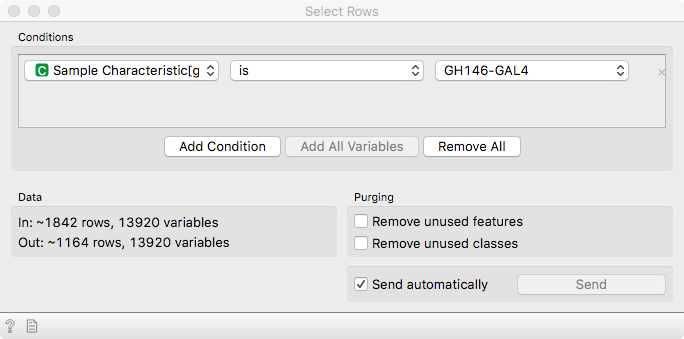 Select Rows
Conditions
C Sample Characteristic[g is GH146-GAL4 ×
Add Condition Add All Variables Remove All
Data
In: ~1842 rows, 13920 variables
Out: ~1164 rows, 13920 variables
Purging
Remove unused features
Remove unused classes
Send automatically Send
?